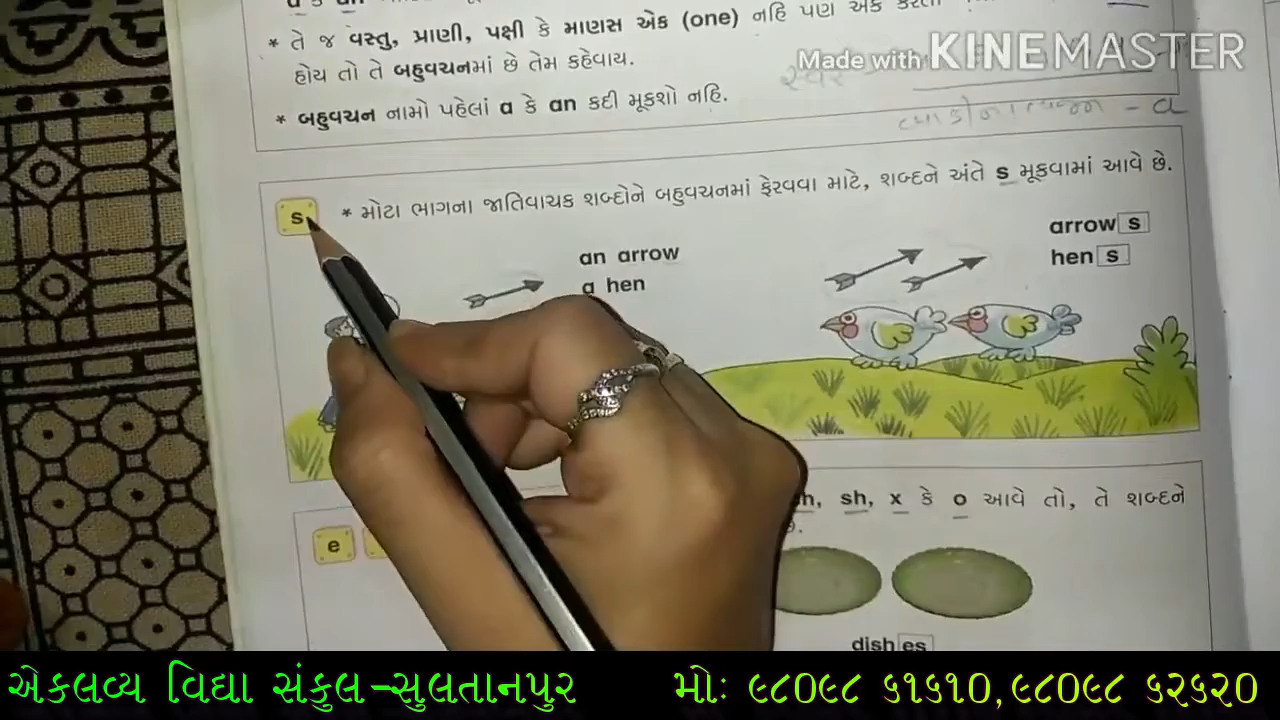 * તે જ વસ્તુ, પ્રાણી, પક્ષી કે માણસ એક (one) નહિ પણ એક કરતાં
હોય તો તે બહુવચનમાં છે તેમ કહેવાય.
Made with KINEMASTER
* બહુવચન નામો પહેલાં a કે an કદી મૂકશો નહિ.
- a
s * મોટા ભાગના જાતિવાચક શબ્દોને બહુવચનમાં ફેરવવા માટે, શબ્દને અંતે s મૂકવામાં આવે છે.
an arrow
a hen
arrow s
hen s
sh, x કે o આવે તો, તે શબ્દને
e
dish es
એકલવ્ય વિદ્યા સંકુલ-સુલતાનપુર મોઃ ૯૮૦૯૮ ૬૧૬૧૦,૯૮૦૯૮ ૬૨૬૨૦